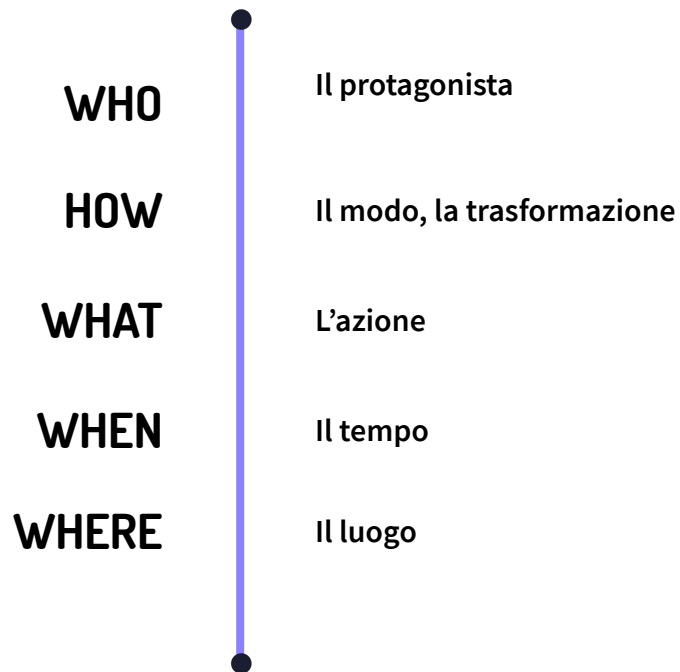 WHO
Il protagonista
HOW
Il modo, la trasformazione
WHAT
L’azione
WHEN
Il tempo
WHERE
Il luogo